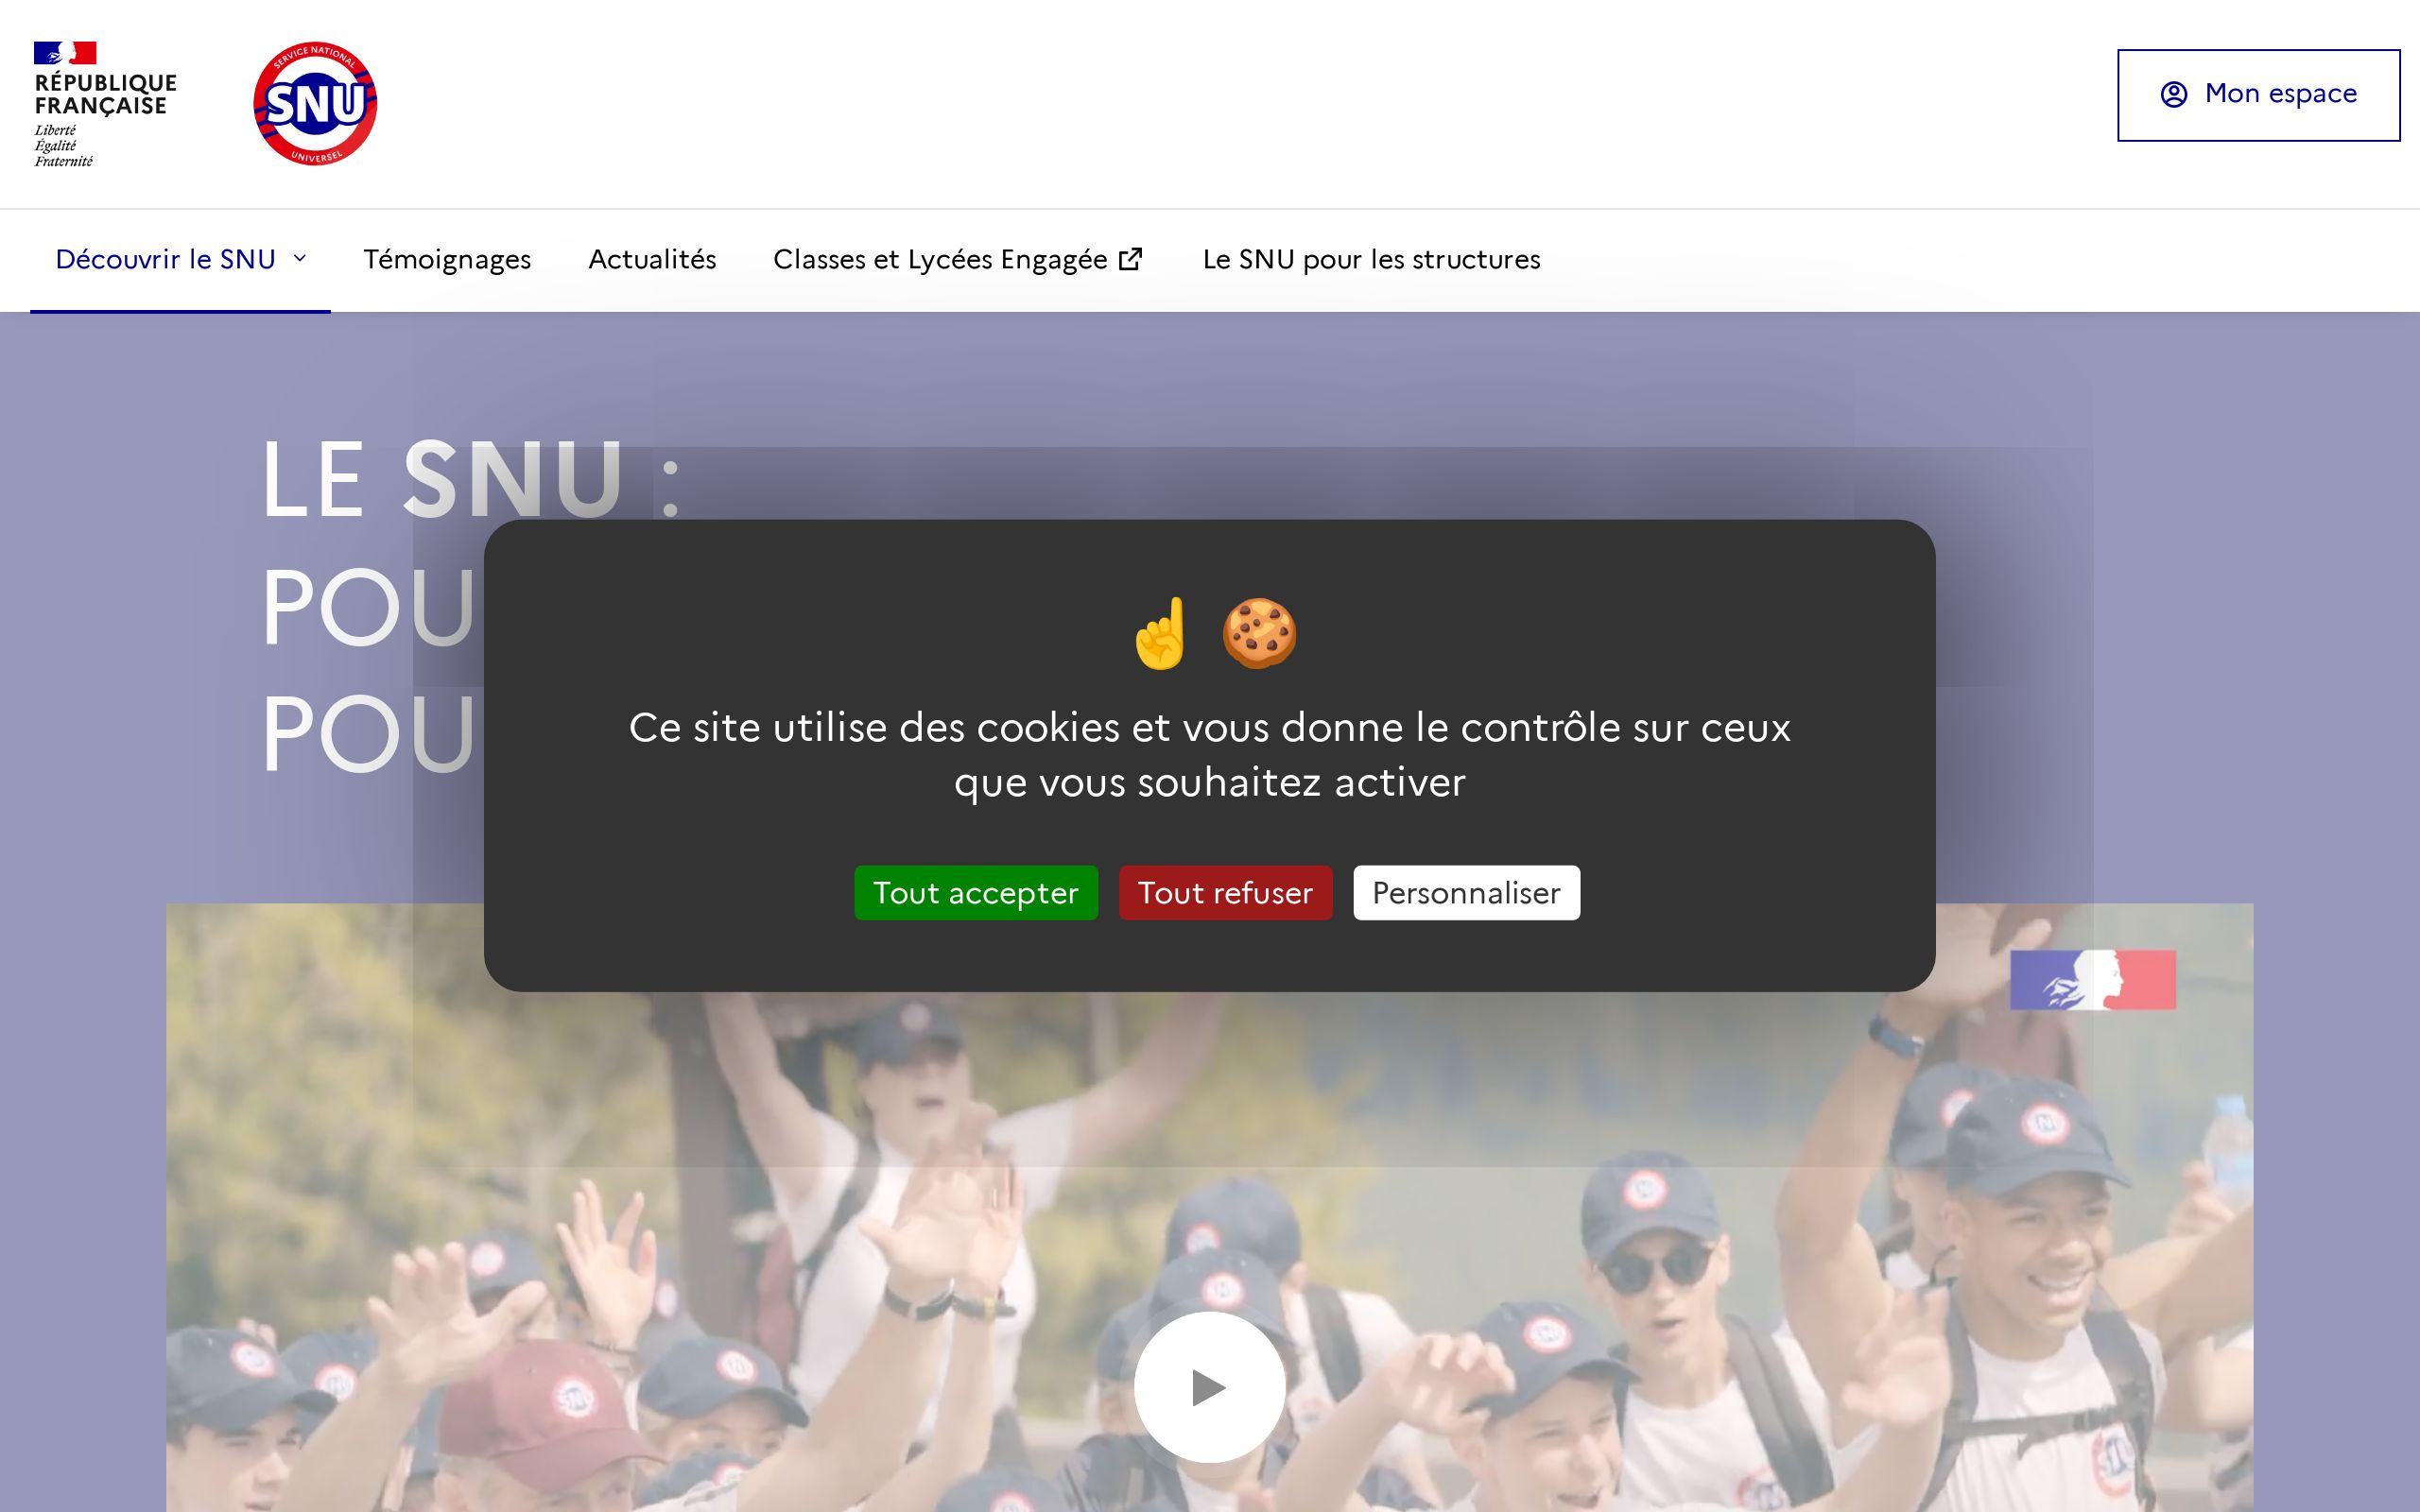 RÉPUBLIQUE
FRANÇAISE
Liberté
Égalité
Fraternité
SERVICE NATIONAL
SNU
UNIVERSEL
Mon espace
Découvrir le SNU
Témoignages
Actualités
Classes et Lycées Engagée
Le SNU pour les structures
LE SNU :
POU
POU
Ce site utilise des cookies et vous donne le contrôle sur ceux
que vous souhaitez activer
Tout accepter
Tout refuser
Personnaliser